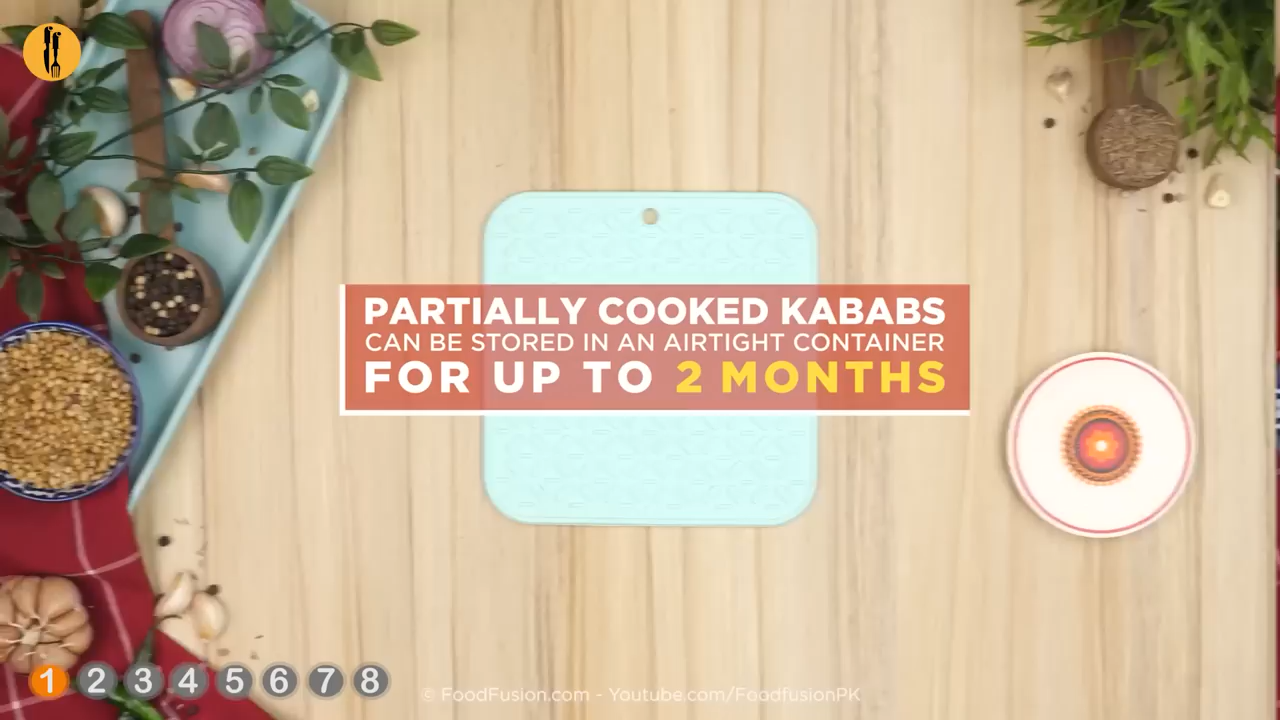 PARTIALLY COOKED KABABS
CAN BE STORED IN AN AIRTIGHT CONTAINER
FOR UP TO 2 MONTHS
1 2 3 4 5 6 7 8
© FoodFusion.com - Youtube.com/FoodfusionPK